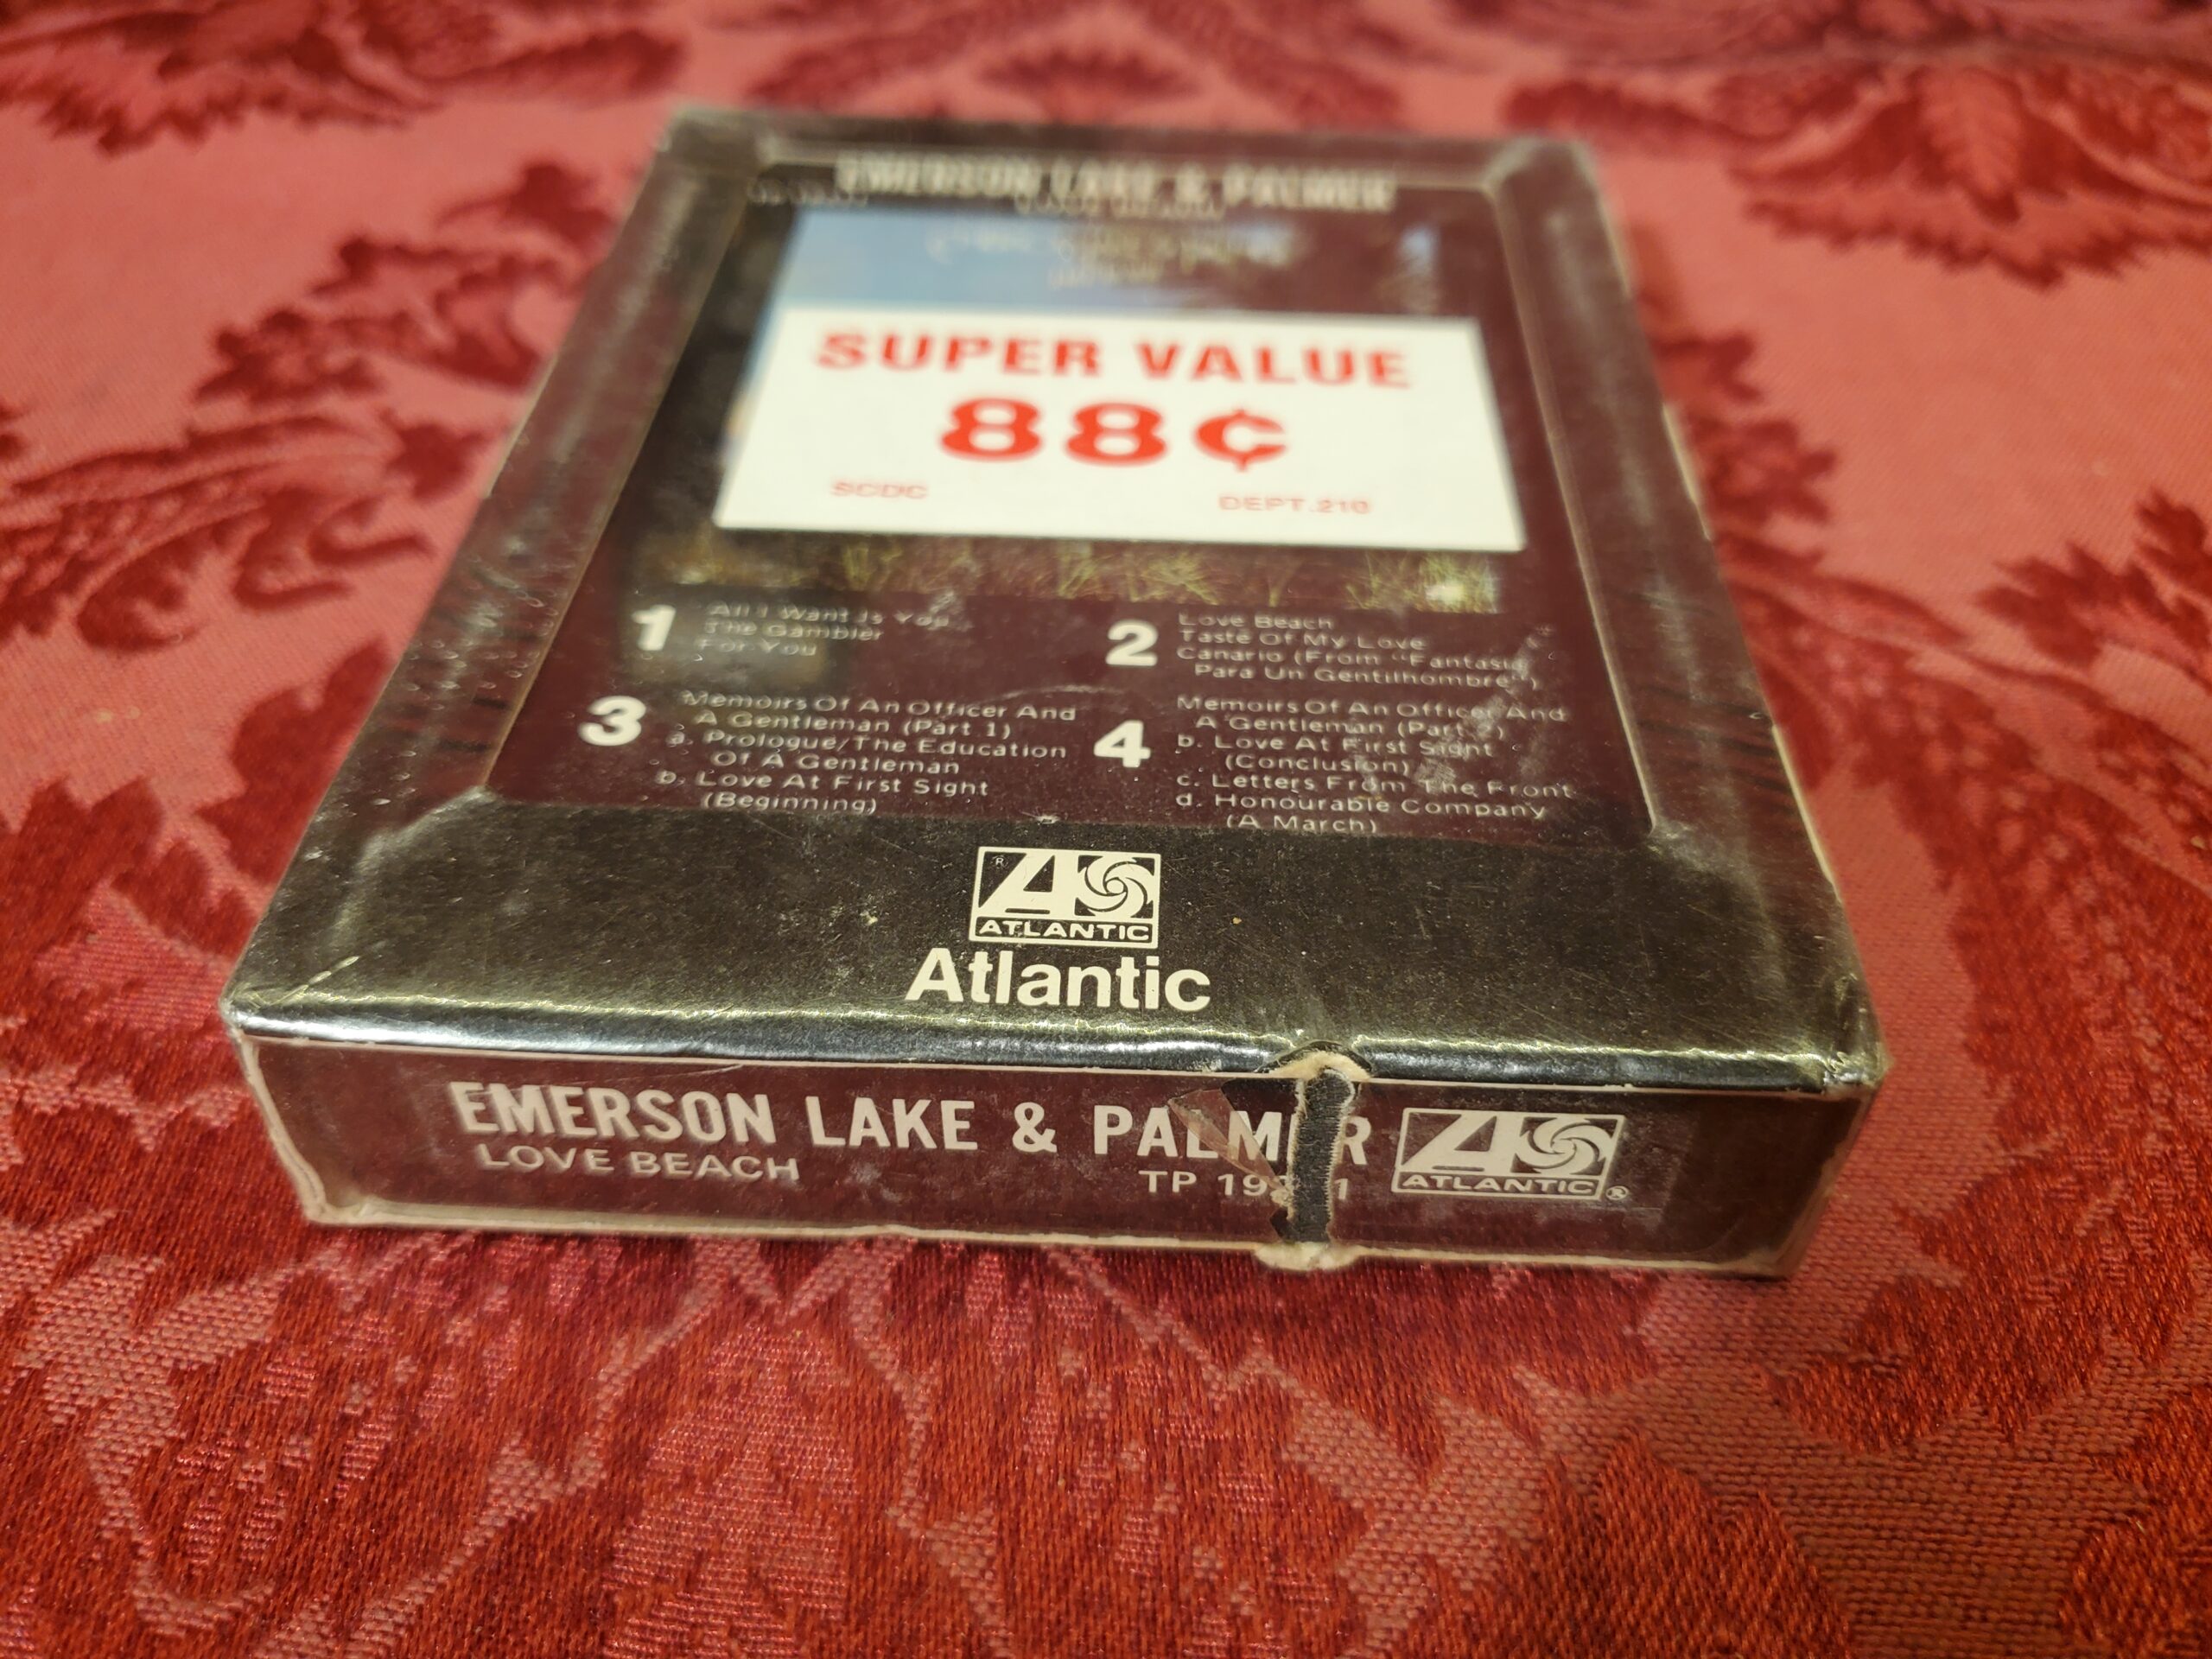 EMERSON LAKE & PALMER
LOVE BEACH
SUPER VALUE
88¢
SCDC DEPT.210
1 All I Want Is You
The Gambler
For You
2 Love Beach
Taste Of My Love
Canario (From "Fantasia
Para Un Gentilhombre")
3 Memoirs Of An Officer And
A Gentleman (Part 1)
a. Prologue/The Education
Of A Gentleman
b. Love At First Sight
(Beginning)
4 Memoirs Of An Officer And
A Gentleman (Part 2)
b. Love At First Sight
(Conclusion)
c. Letters From The Front
d. Honourable Company
(A March)
® ATLANTIC
Atlantic
EMERSON LAKE & PALM R
LOVE BEACH TP 19 1
ATLANTIC ®